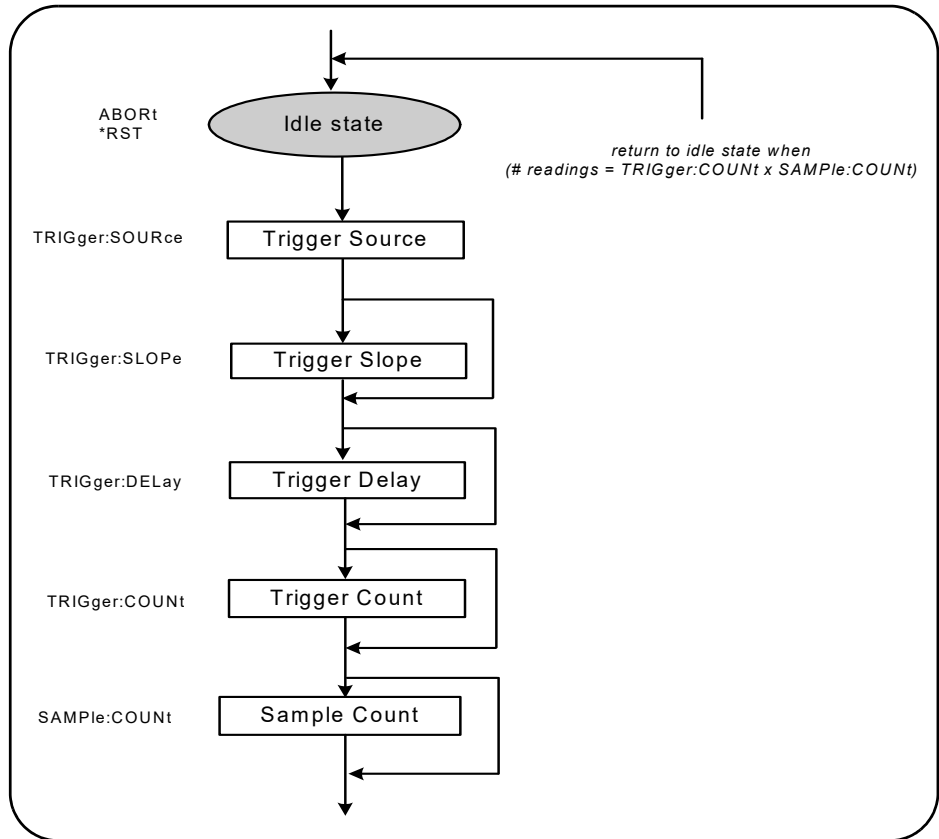 ABORt
*RST
Idle state
return to idle state when
(# readings = TRIGger:COUNt x SAMPle:COUNt)
TRIGger:SOURce
Trigger Source
TRIGger:SLOPe
Trigger Slope
TRIGger:DELay
Trigger Delay
TRIGger:COUNt
Trigger Count
SAMPle:COUNt
Sample Count